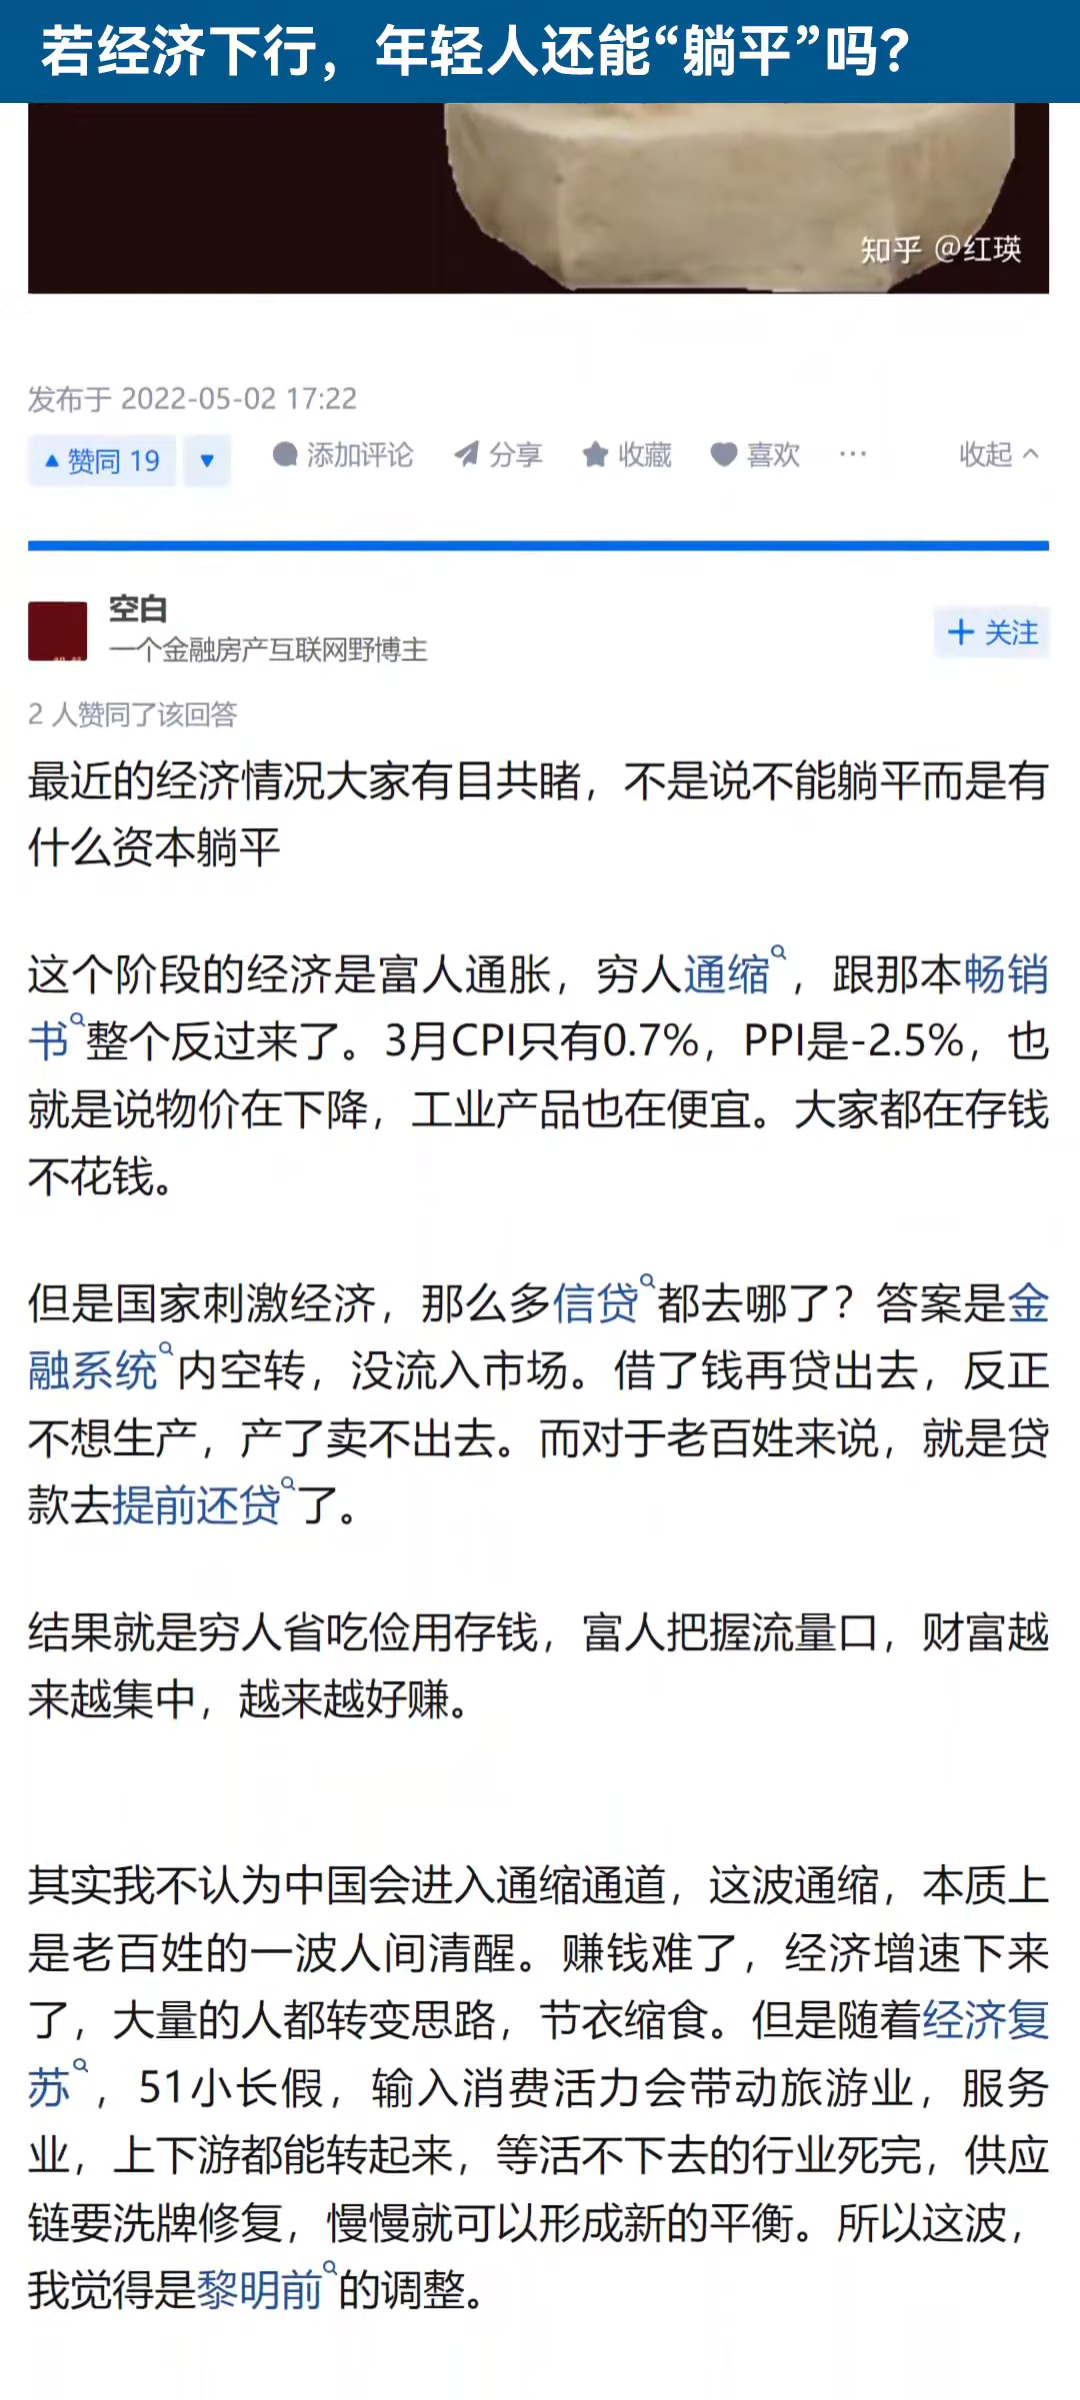 若经济下行，年轻人还能“躺平”吗？
知乎 @红瑛
发布于 2022-05-02 17:22
赞同 19 添加评论 分享 收藏 喜欢 ··· 收起
空白
一个金融房产互联网野博主
关注
2 人赞同了该回答
最近的经济情况大家有目共睹，不是说不能躺平而是有
什么资本躺平
这个阶段的经济是富人通胀，穷人通缩，跟那本畅销
书整个反过来了。3月CPI只有0.7%，PPI是-2.5%，也
就是说物价在下降，工业产品也在便宜。大家都在存钱
不花钱。
但是国家刺激经济，那么多信贷都去哪了？答案是金
融系统内空转，没流入市场。借了钱再贷出去，反正
不想生产，产了卖不出去。而对于老百姓来说，就是贷
款去提前还贷了。
结果就是穷人省吃俭用存钱，富人把握流量口，财富越
来越集中，越来越好赚。
其实我不认为中国会进入通缩通道，这波通缩，本质上
是老百姓的一波人间清醒。赚钱难了，经济增速下来
了，大量的人都转变思路，节衣缩食。但是随着经济复
苏，51小长假，输入消费活力会带动旅游业，服务
业，上下游都能转起来，等活不下去的行业死完，供应
链要洗牌修复，慢慢就可以形成新的平衡。所以这波，
我觉得是黎明前的调整。